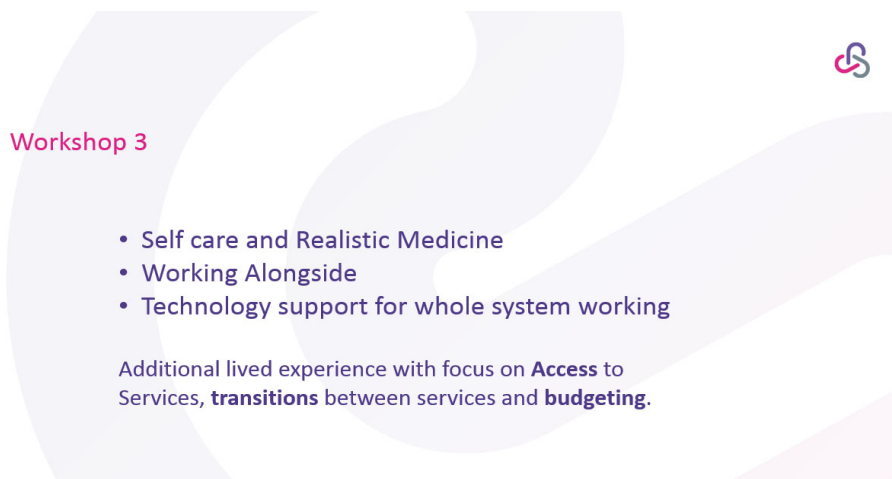 Workshop 3
• Self care and Realistic Medicine
• Working Alongside
• Technology support for whole system working
Additional lived experience with focus on Access to
Services, transitions between services and budgeting.